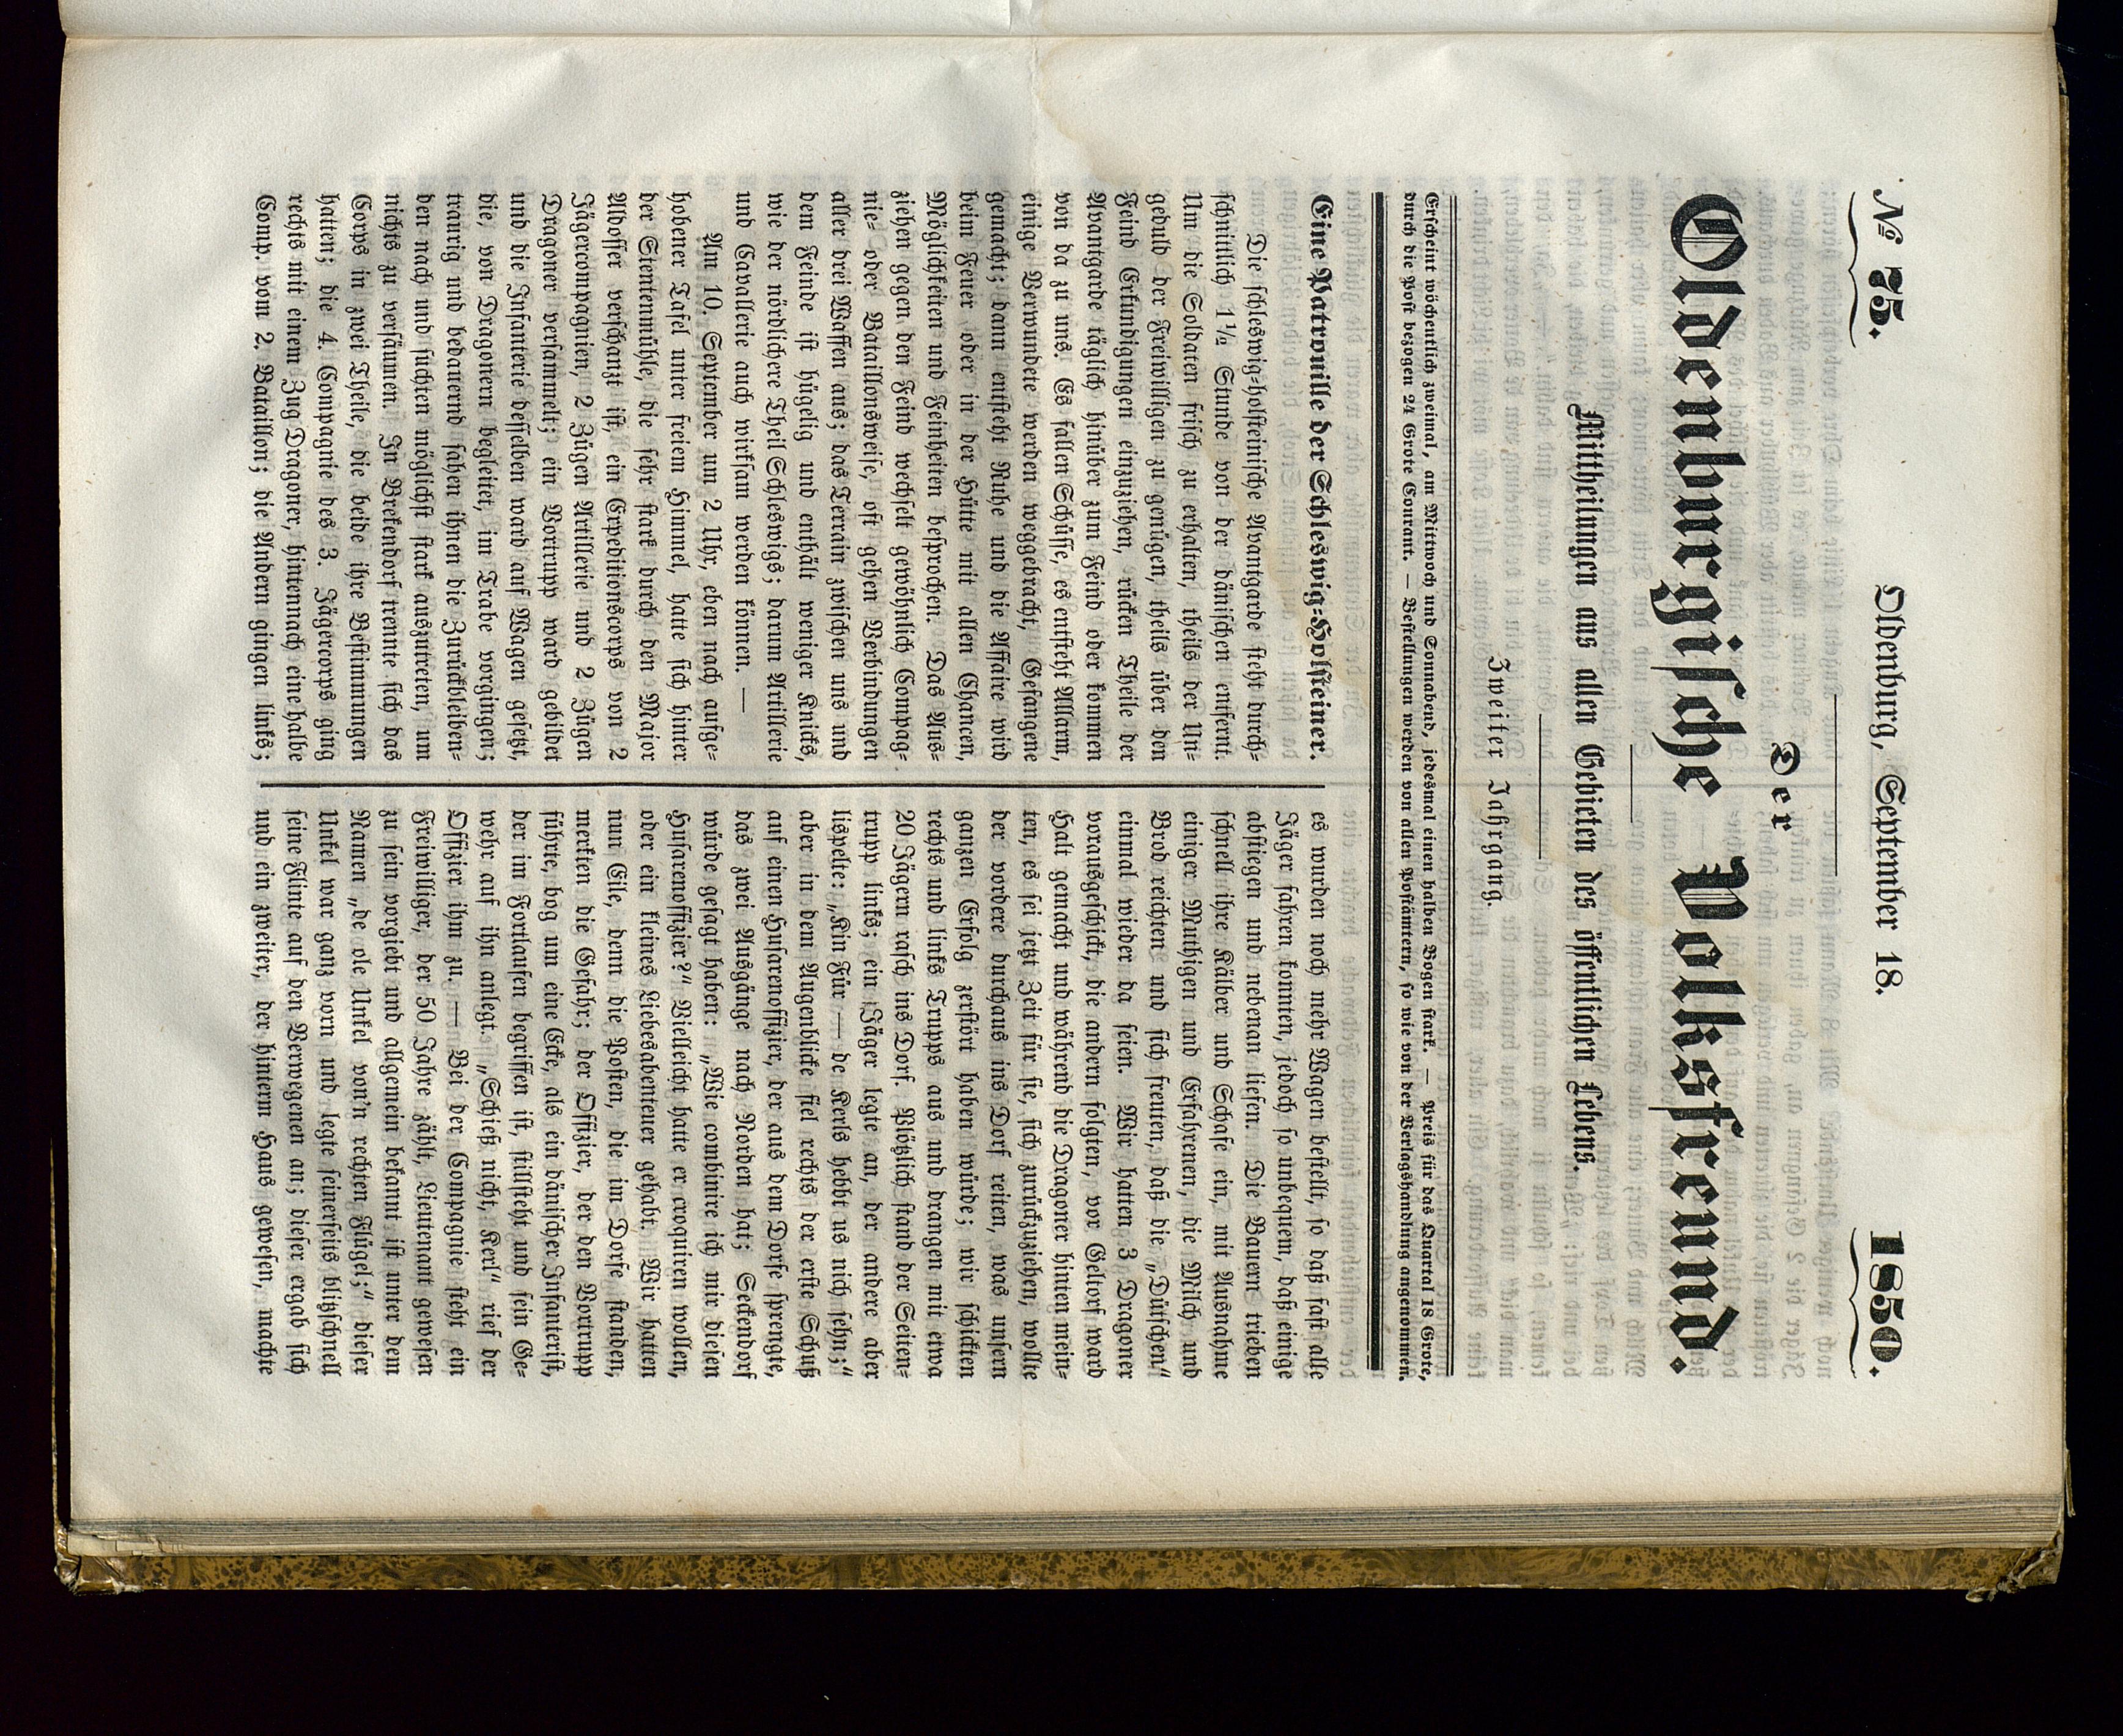 № 75.
Oldenburg, September 18.
1850.
Der
Oldenburgische Volksfreund.
Mittheilungen aus allen Gebieten des öffentlichen Lebens.
Zweiter Jahrgang.
Erscheint wöchentlich zweimal, am Mittwoch und Sonnabend, jedesmal einen halben Bogen stark. — Preis für das Quartal 18 Grote,
durch die Post bezogen 24 Grote Courant. — Bestellungen werden von allen Postämtern, so wie von der Verlagshandlung angenommen.
Eine Patrouille der Schleswig-Holsteiner.
Die schleswig-holsteinische Avantgarde steht durch-
schnittlich 1½ Stunde von der dänischen entfernt.
Um die Soldaten frisch zu erhalten, theils der Un-
geduld der Freiwilligen zu genügen, theils über den
Feind Erkundigungen einzuziehen, rücken Theile der
Avantgarde täglich hinüber zum Feind oder kommen
von da zu uns. Es fallen Schüsse, es entsteht Allarm,
einige Verwundete werden weggebracht, Gefangene
gemacht; dann entsteht Ruhe und die Affaire wird
beim Feuer oder in der Hütte mit allen Chancen,
Möglichkeiten und Feinheiten besprochen. Das Aus-
ziehen gegen den Feind wechselt gewöhnlich Compag-
nie- oder Bataillonsweise, oft gehen Verbindungen
aller drei Waffen aus; das Terrain zwischen uns und
dem Feinde ist hügelig und enthält weniger Knicks,
wie der nördlichere Theil Schleswigs; darum Artillerie
und Cavallerie auch wirksam werden können. —
Am 10. September um 2 Uhr, eben nach aufge-
hobener Tafel unter freiem Himmel, hatte sich hinter
der Stentenmühle, die sehr stark durch den Major
Aldosser verschanzt ist, ein Expeditionscorps von 2
Jägercompagnien, 2 Zügen Artillerie und 2 Zügen
Dragoner versammelt; ein Vortrupp ward gebildet
und die Infanterie desselben ward auf Wagen gesetzt,
die, von Dragonern begleitet, im Trabe vorgingen;
traurig und bedauernd sahen ihnen die Zurückbleiben-
den nach und suchten möglichst stark auszutreten, um
nichts zu versäumen. In Brekendorf trennte sich das
Corps in zwei Theile, die beide ihre Bestimmungen
hatten; die 4. Compagnie des 3. Jägercorps ging
rechts mit einem Zug Dragoner, hintennach eine halbe
Comp. vom 2. Bataillon; die Andern gingen links;
es wurden noch mehr Wagen bestellt, so daß fast alle
Jäger fahren konnten, jedoch so unbequem, daß einige
abstiegen und nebenan liefen. Die Bauern trieben
schnell ihre Kälber und Schafe ein, mit Ausnahme
einiger Muthigen und Erfahrenen, die Milch und
Brod reichten und sich freuten, daß die „Dütschen“
einmal wieder da seien. Wir hatten 3 Dragoner
vorausgeschickt, die andern folgten, vor Geltorf ward
Halt gemacht und während die Dragoner hinten mein-
ten, es sei jetzt Zeit für sie, sich zurückzuziehen, wollte
der vordere durchaus ins Dorf reiten, was unsern
ganzen Erfolg zerstört haben würde; wir schickten
rechts und links Trupps aus und drangen mit etwa
20 Jägern rasch ins Dorf. Plötzlich stand der Seiten-
trupp links; ein Jäger legte an, der andere aber
lispelte: „Kin Für — de Kerls hebbt us nich sehn;“
aber in dem Augenblicke fiel rechts der erste Schuß
auf einen Husarenoffizier, der aus dem Dorfe sprengte,
das zwei Ausgänge nach Norden hat; Seckendorf
würde gesagt haben: „Wie combinire ich mir diesen
Husarenoffizier?“ Vielleicht hatte er croquiren wollen,
oder ein kleines Liebesabenteuer gehabt. Wir hatten
nun Eile, denn die Posten, die im Dorfe standen,
merkten die Gefahr; der Offizier, der den Vortrupp
führte, bog um eine Ecke, als ein dänischer Infanterist,
der im Fortlaufen begriffen ist, stillsteht und sein Ge-
wehr auf ihn anlegt. „Schieß nicht, Kerl“ rief der
Offizier ihm zu. — Bei der Compagnie steht ein
Freiwilliger, der 50 Jahre zählt, Lieutenant gewesen
zu sein vorgiebt und allgemein bekannt ist unter dem
Namen „de ole Unkel von'n rechten Flügel;“ dieser
Unkel war ganz vorn und legte seinerseits blitzschnell
seine Flinte auf den Verwegenen an; dieser ergab sich
und ein zweiter, der hinterm Haus gewesen, machte